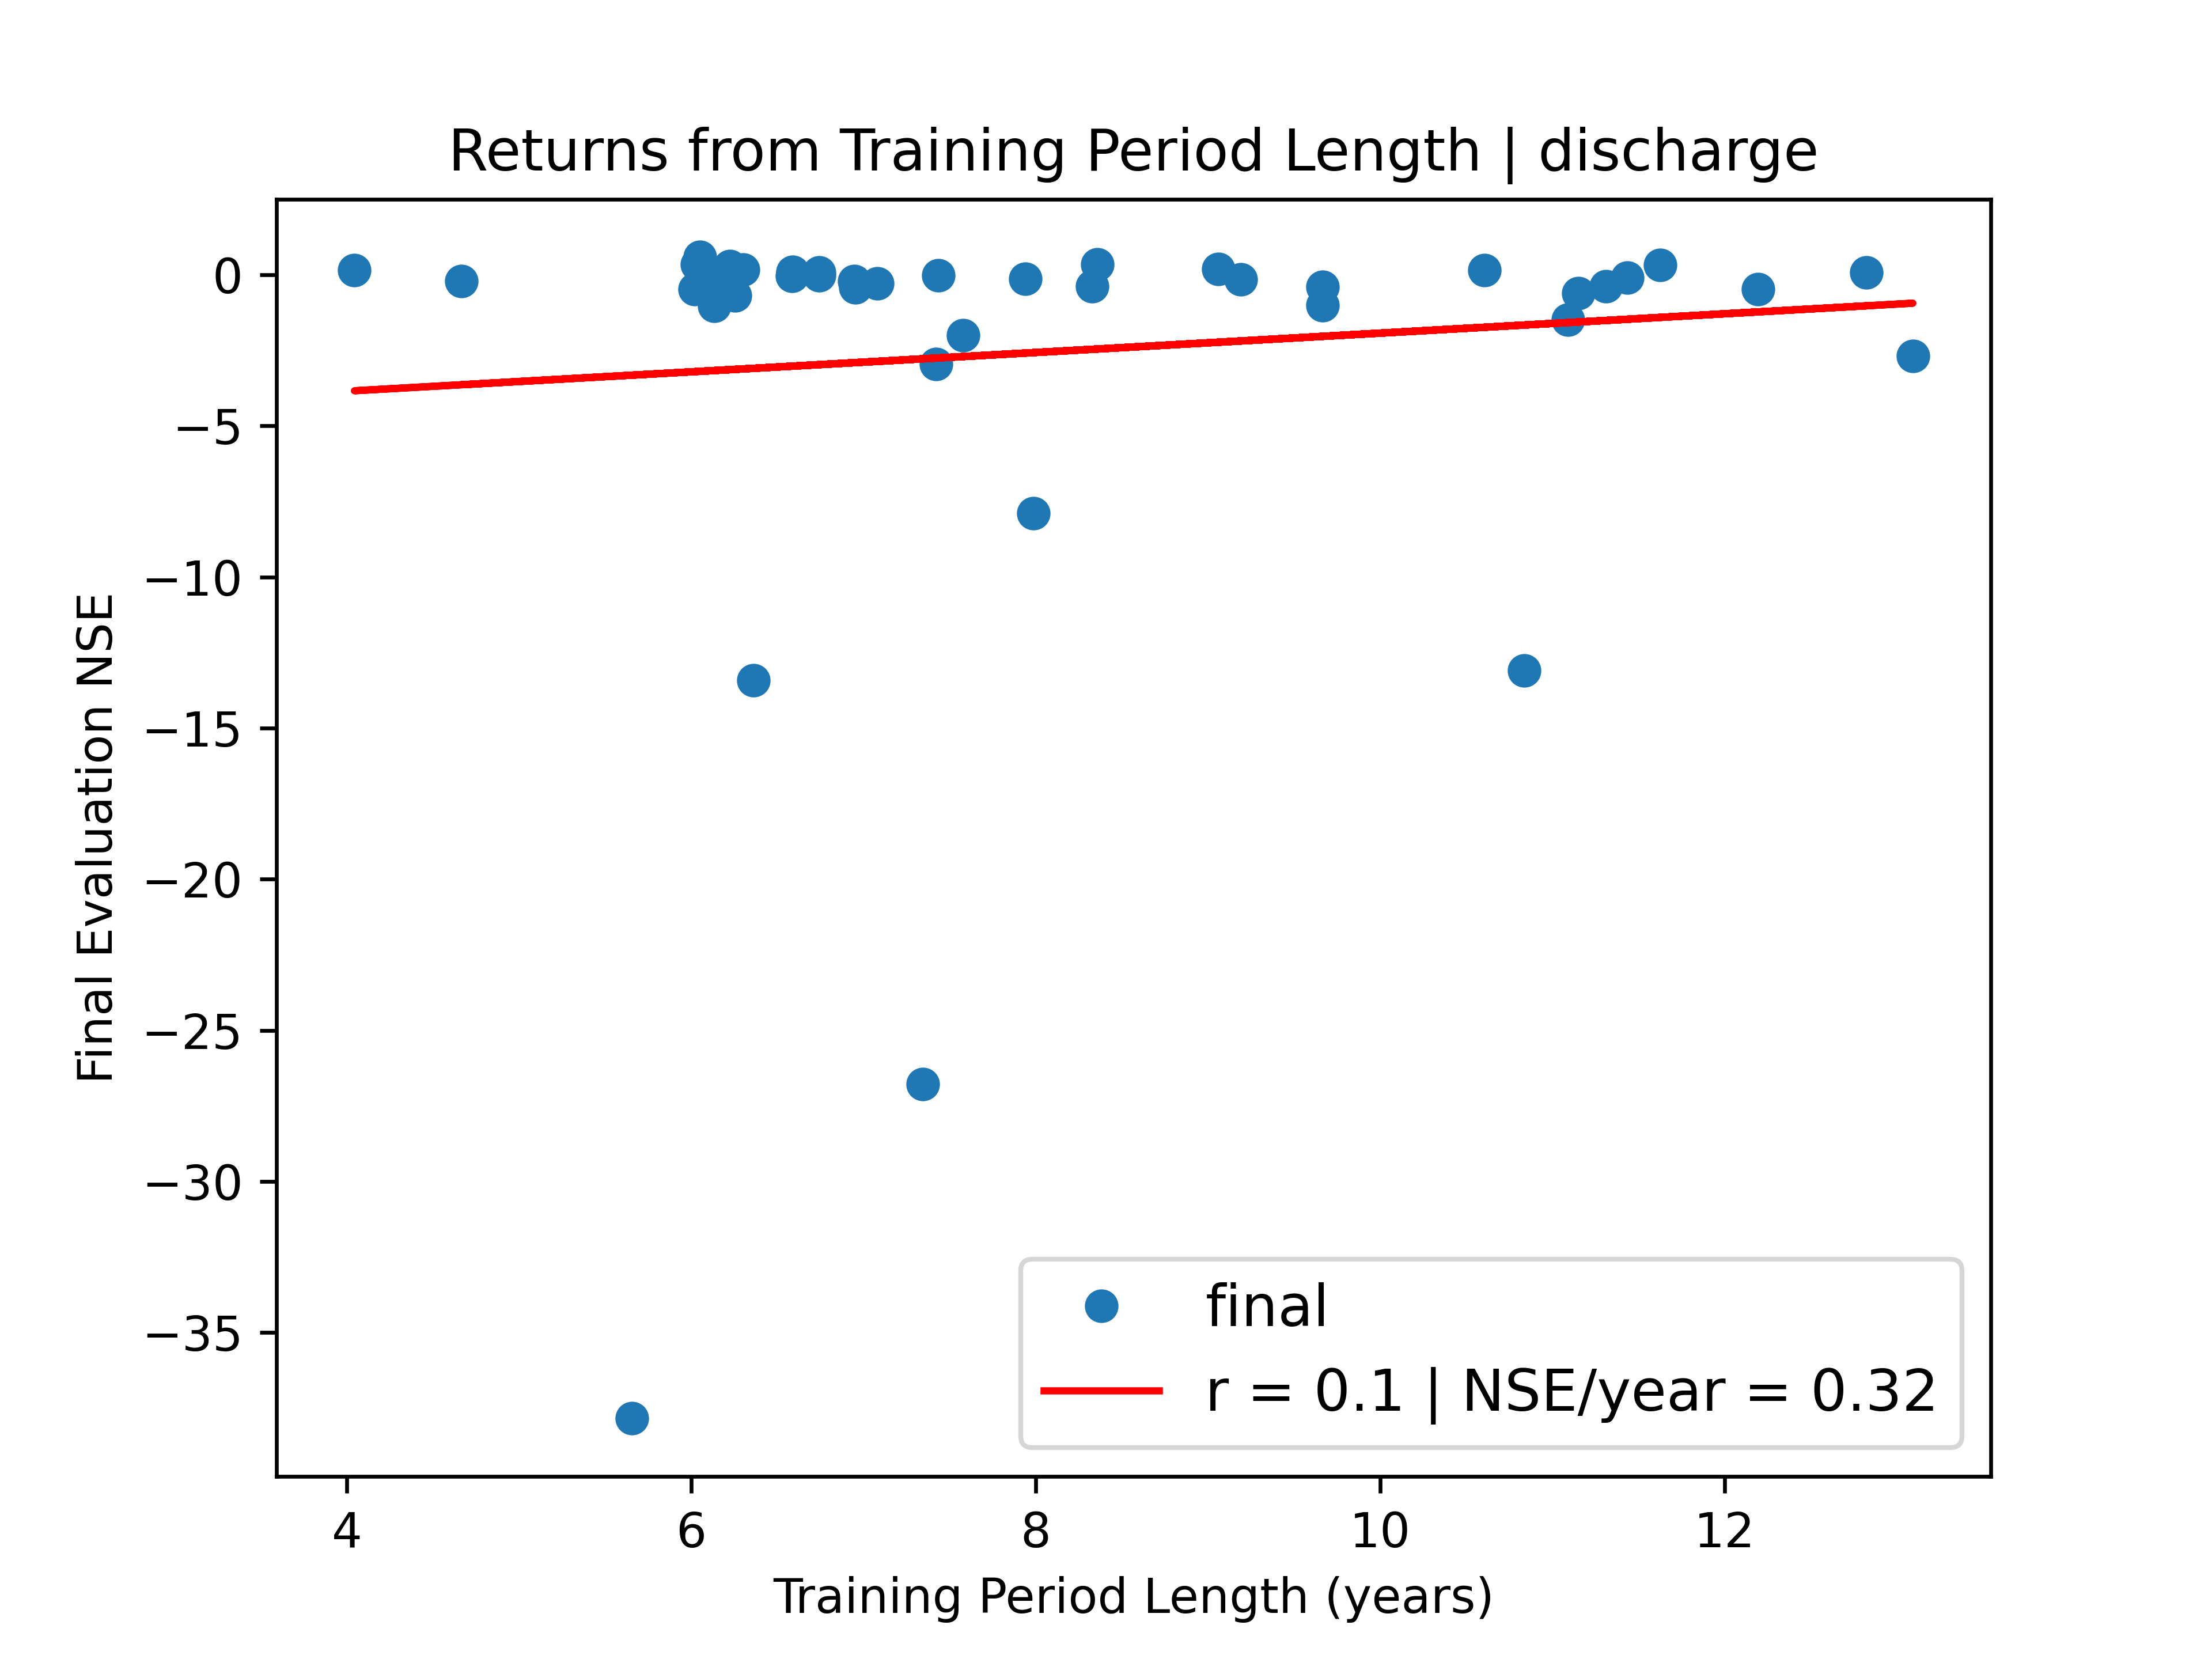 Returns from Training Period Length | discharge
Final Evaluation NSE
0
−5
−10
−15
−20
−25
−30
−35
final
r = 0.1 | NSE/year = 0.32
4 6 8 10 12
Training Period Length (years)